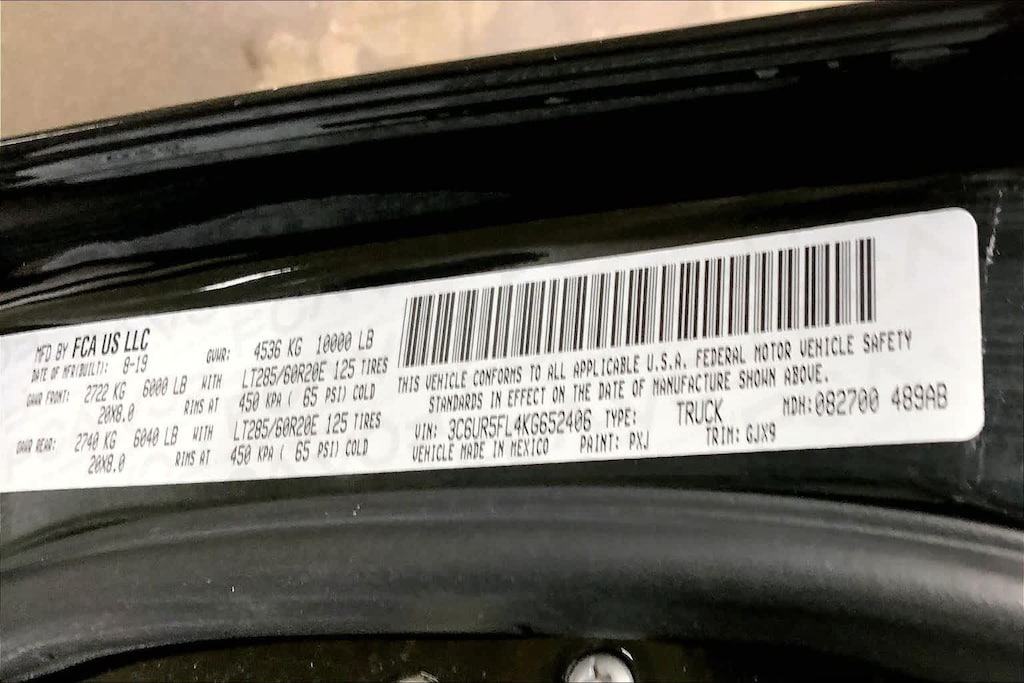 MFD BY FCA US LLC
DATE OF MFR(BUILT): 8-19
GVWR: 4536 KG 10000 LB
GAWR FRONT: 2722 KG 6000 LB WITH LT285/60R20E 125 TIRES
20X8.0 RIMS AT 450 KPA ( 65 PSI) COLD
GAWR REAR: 2740 KG 6040 LB WITH LT285/60R20E 125 TIRES
20X8.0 RIMS AT 450 KPA ( 65 PSI) COLD
THIS VEHICLE CONFORMS TO ALL APPLICABLE U.S.A. FEDERAL MOTOR VEHICLE SAFETY
STANDARDS IN EFFECT ON THE DATE OF MANUFACTURE SHOWN ABOVE.
VIN: 3C6UR5FL4KG652406 TYPE: TRUCK MDH:082700 489AB
VEHICLE MADE IN MEXICO PAINT: PXJ TRIM: GJX9